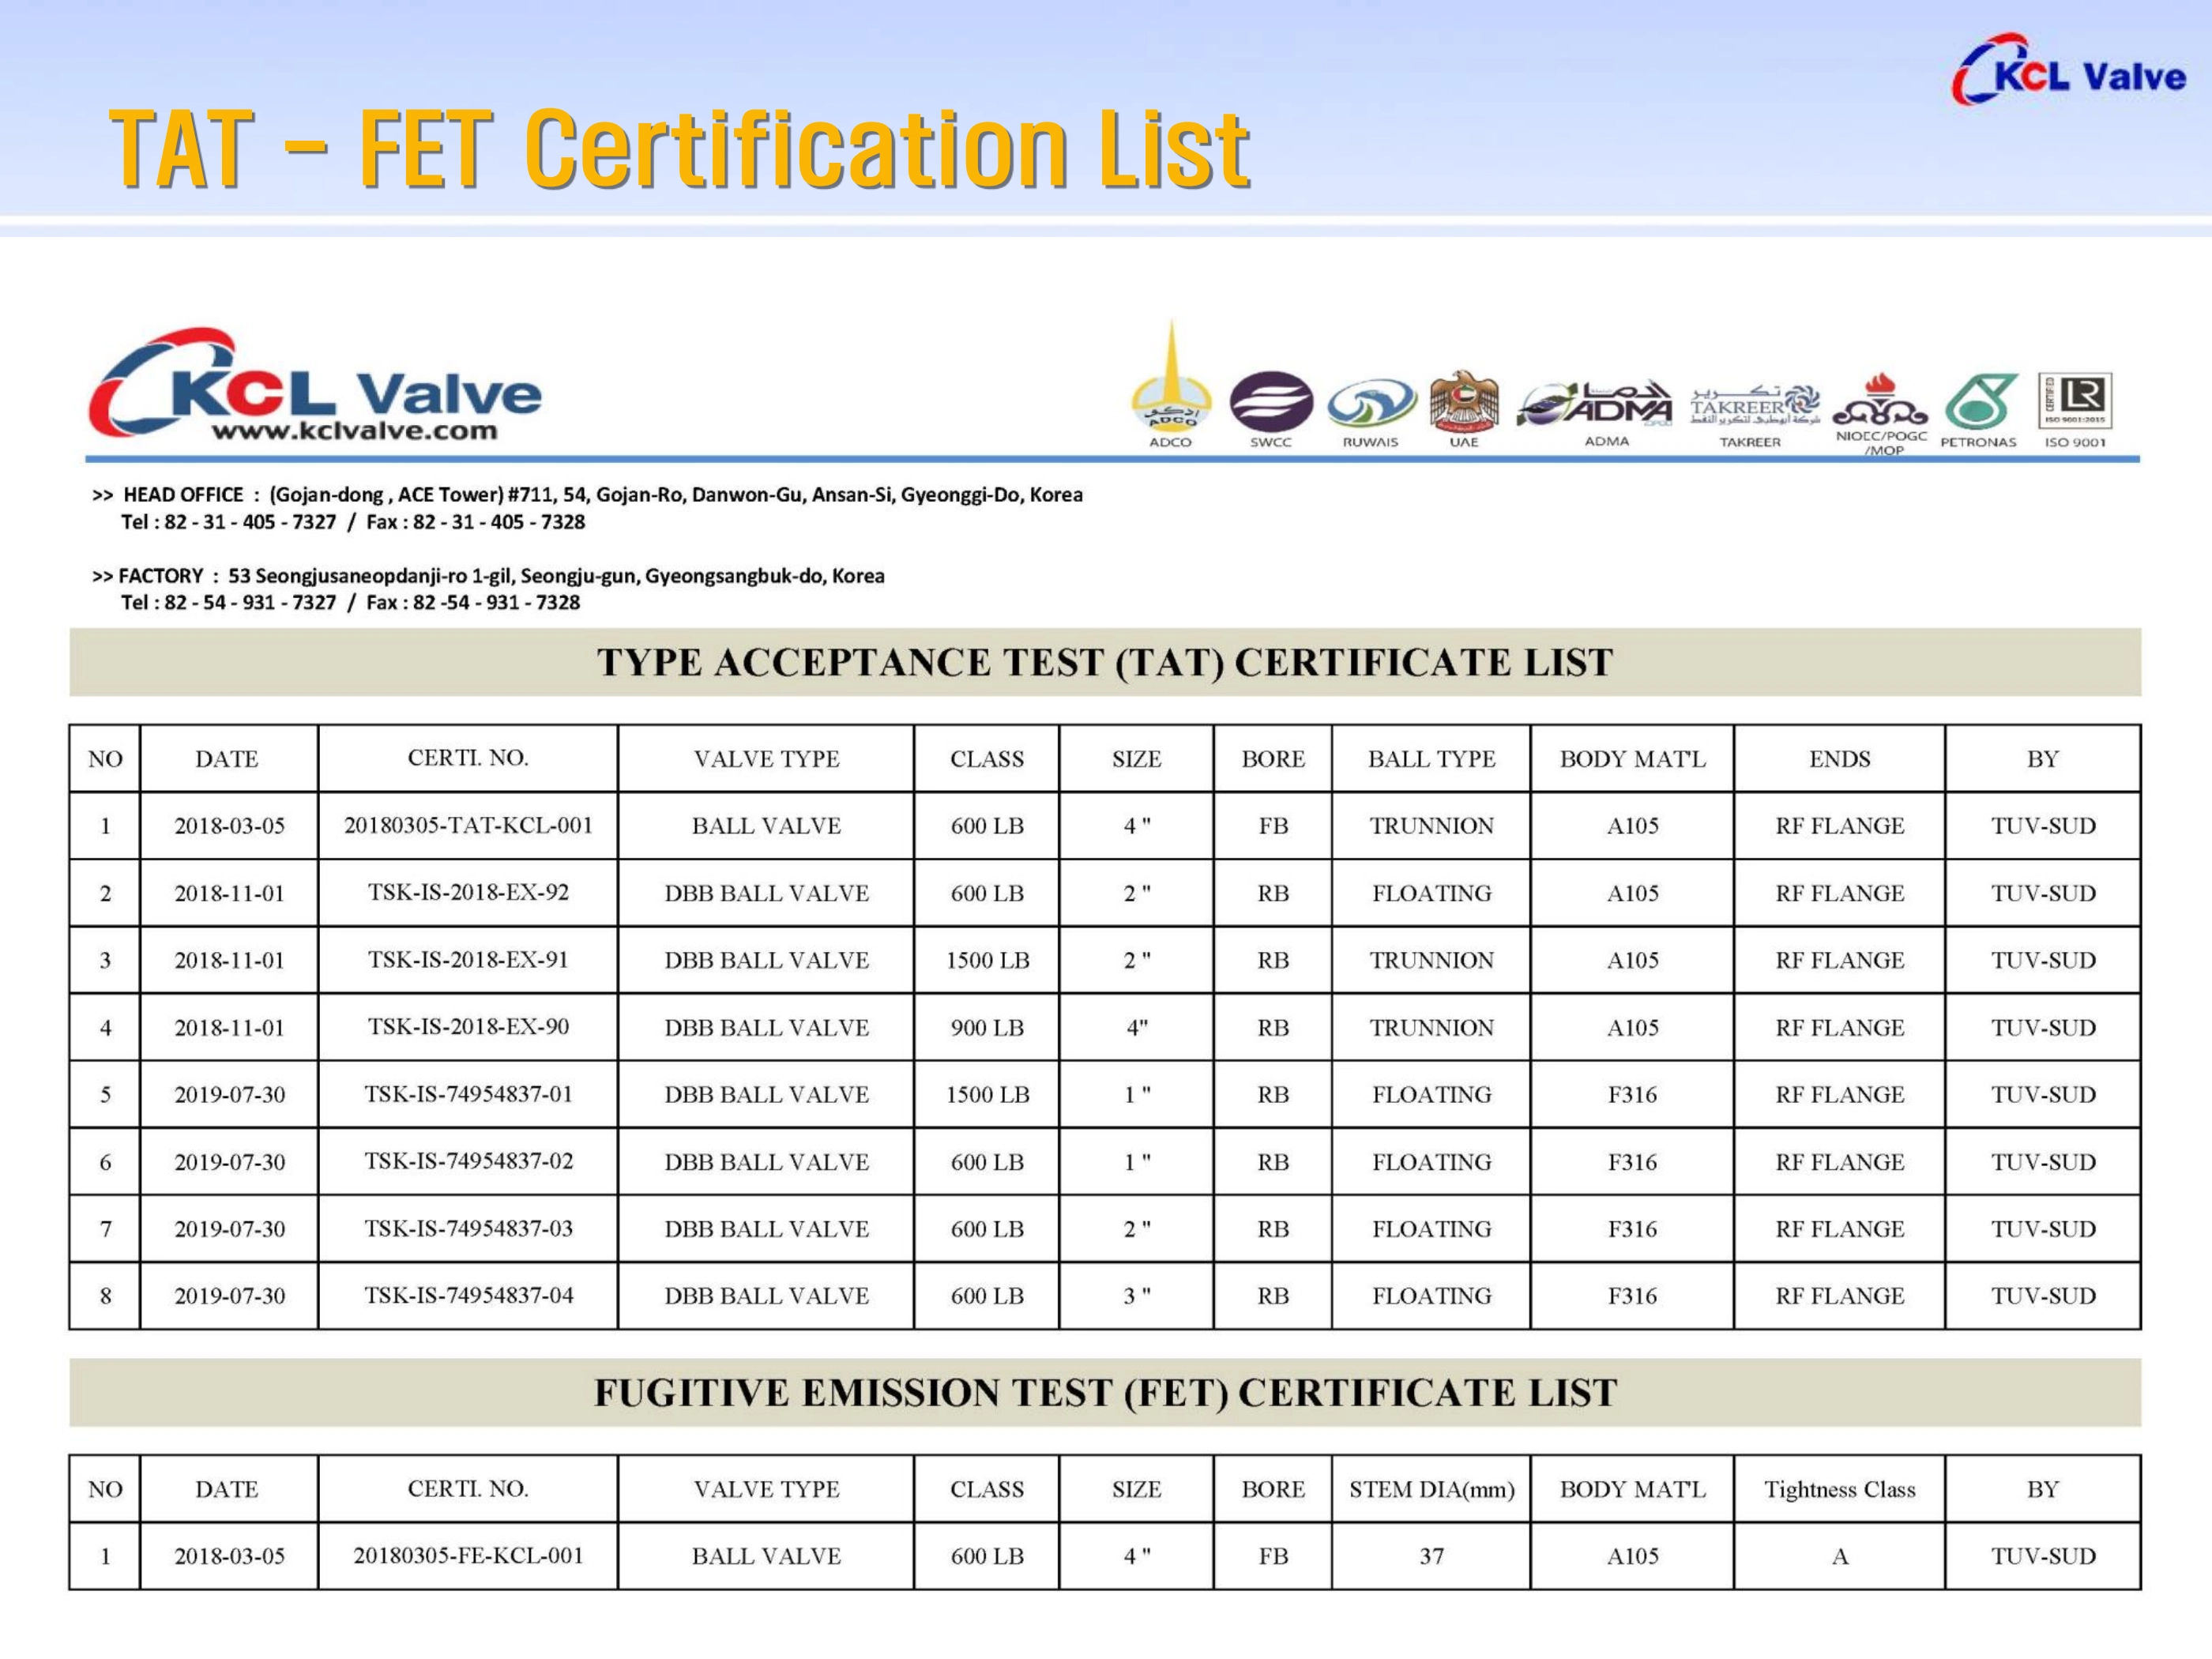 KCL Valve
TAT - FET Certification List
KCL Valve
www.kclvalve.com
ادكو
ADCO
ADCO
SWCC
RUWAIS
UAE
ADMA
ADMA
تكرير
TAKREER
TAKREER
NIOEC/POGC
/MOP
PETRONAS
CERTIFIED
LR
ISO 9001:2015
ISO 9001
>> HEAD OFFICE : (Gojan-dong , ACE Tower) #711, 54, Gojan-Ro, Danwon-Gu, Ansan-Si, Gyeonggi-Do, Korea
Tel : 82 - 31 - 405 - 7327 / Fax : 82 - 31 - 405 - 7328
>> FACTORY : 53 Seongjusaneopdanji-ro 1-gil, Seongju-gun, Gyeongsangbuk-do, Korea
Tel : 82 - 54 - 931 - 7327 / Fax : 82 -54 - 931 - 7328
TYPE ACCEPTANCE TEST (TAT) CERTIFICATE LIST
NO DATE CERTI. NO. VALVE TYPE CLASS SIZE BORE BALL TYPE BODY MAT'L ENDS BY
1 2018-03-05 20180305-TAT-KCL-001 BALL VALVE 600 LB 4 " FB TRUNNION A105 RF FLANGE TUV-SUD
2 2018-11-01 TSK-IS-2018-EX-92 DBB BALL VALVE 600 LB 2 " RB FLOATING A105 RF FLANGE TUV-SUD
3 2018-11-01 TSK-IS-2018-EX-91 DBB BALL VALVE 1500 LB 2 " RB TRUNNION A105 RF FLANGE TUV-SUD
4 2018-11-01 TSK-IS-2018-EX-90 DBB BALL VALVE 900 LB 4" RB TRUNNION A105 RF FLANGE TUV-SUD
5 2019-07-30 TSK-IS-74954837-01 DBB BALL VALVE 1500 LB 1 " RB FLOATING F316 RF FLANGE TUV-SUD
6 2019-07-30 TSK-IS-74954837-02 DBB BALL VALVE 600 LB 1 " RB FLOATING F316 RF FLANGE TUV-SUD
7 2019-07-30 TSK-IS-74954837-03 DBB BALL VALVE 600 LB 2 " RB FLOATING F316 RF FLANGE TUV-SUD
8 2019-07-30 TSK-IS-74954837-04 DBB BALL VALVE 600 LB 3 " RB FLOATING F316 RF FLANGE TUV-SUD
FUGITIVE EMISSION TEST (FET) CERTIFICATE LIST
NO DATE CERTI. NO. VALVE TYPE CLASS SIZE BORE STEM DIA(mm) BODY MAT'L Tightness Class BY
1 2018-03-05 20180305-FE-KCL-001 BALL VALVE 600 LB 4 " FB 37 A105 A TUV-SUD